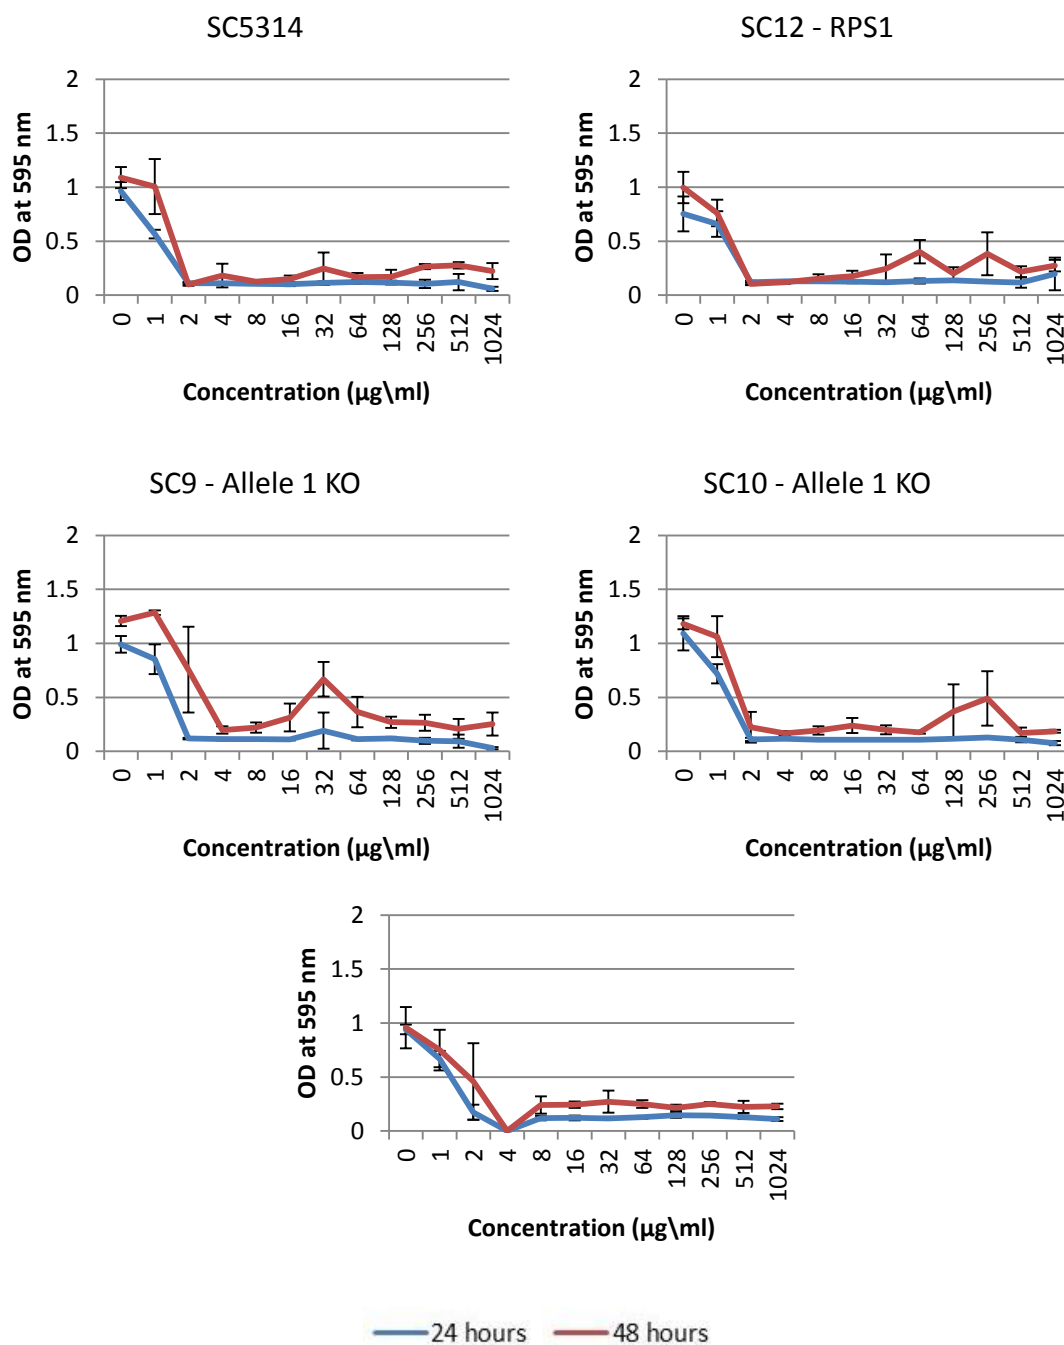 SC5314
SC12 - RPS1
2
1.5
1
0.5
0
OD at 595 nm
0 1 2 4 8 16 32 64 128 256 512 1024
Concentration (µg\ml)
2
1.5
1
0.5
0
OD at 595 nm
0 1 2 4 8 16 32 64 128 256 512 1024
Concentration (µg\ml)
SC9 - Allele 1 KO
SC10 - Allele 1 KO
2
1.5
1
0.5
0
OD at 595 nm
0 1 2 4 8 16 32 64 128 256 512 1024
Concentration (µg\ml)
2
1.5
1
0.5
0
OD at 595 nm
0 1 2 4 8 16 32 64 128 256 512 1024
Concentration (µg\ml)
2
1.5
1
0.5
0
OD at 595 nm
0 1 2 4 8 16 32 64 128 256 512 1024
Concentration (µg\ml)
24 hours 48 hours